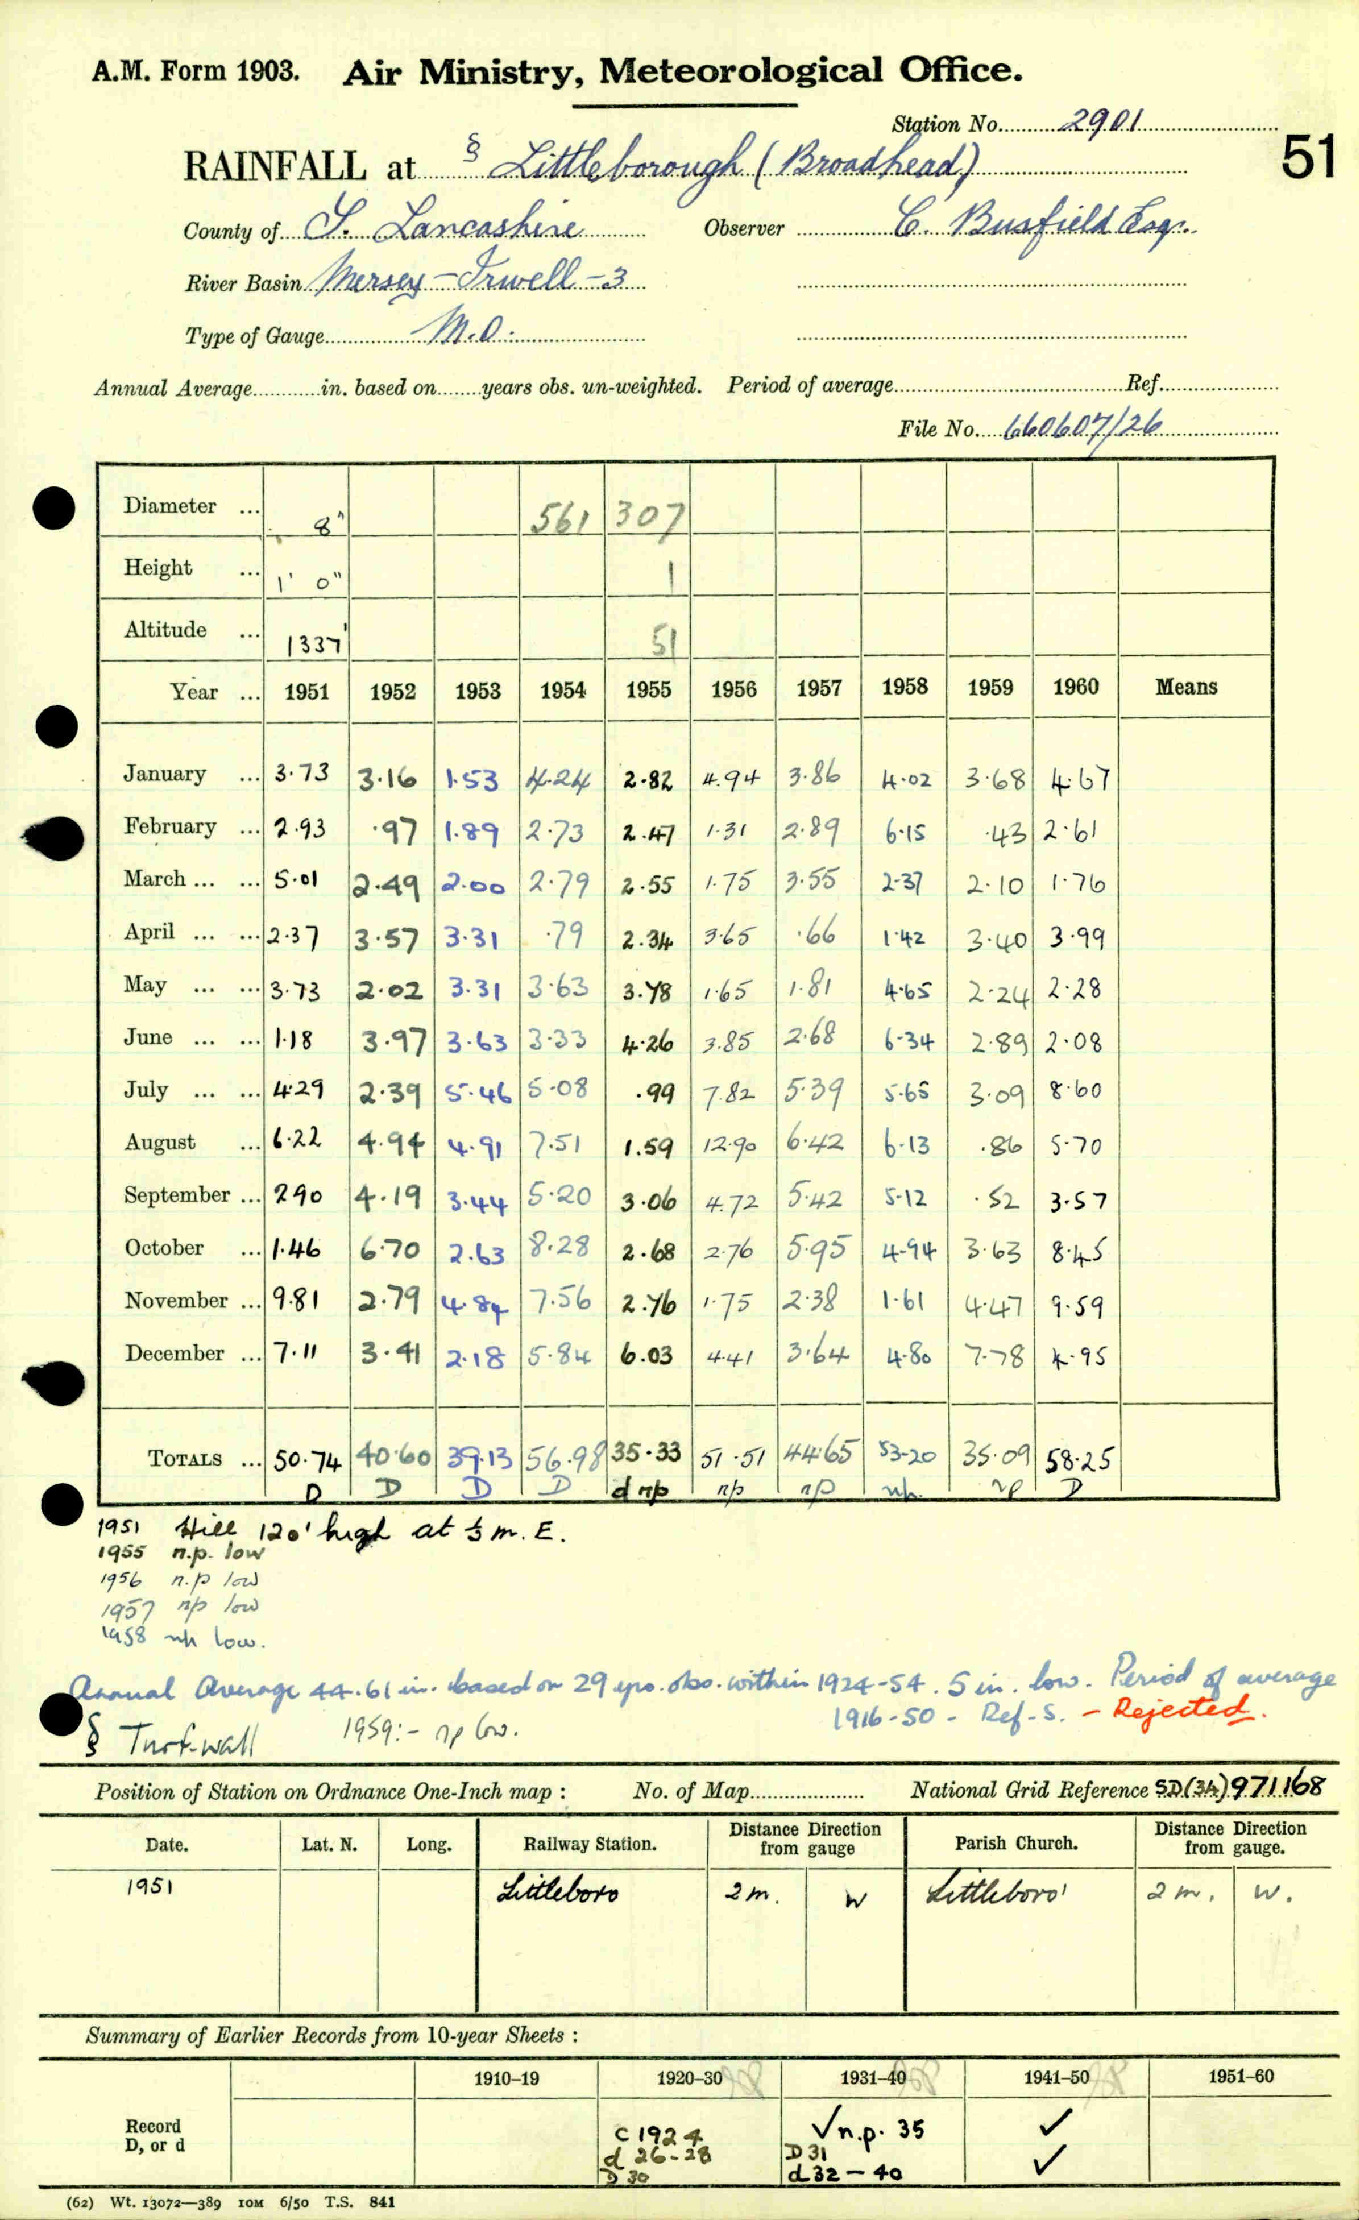 A.M. Form 1903. Air Ministry, Meteorological Office.
Station No. 2901
51
RAINFALL at § Littleborough (Broadhead)
County of S. Lancashire Observer C. Busfield Esqr.
River Basin Mersey - Irwell - 3
Type of Gauge M.O.
Annual Average in. based on years obs. un-weighted. Period of average Ref.
File No. 660607/26
Diameter ... 8" 561 307
Height ... 1' 0" 1
Altitude ... 1337' 51
Year ... 1951 1952 1953 1954 1955 1956 1957 1958 1959 1960 Means
January ... 3.73 3.16 1.53 4.24 2.82 4.94 3.86 4.02 3.68 4.67
February ... 2.93 .97 1.89 2.73 2.47 1.31 2.89 6.15 .43 2.61
March ... ... 5.01 2.49 2.00 2.79 2.55 1.75 3.55 2.37 2.10 1.76
April ... ... 2.37 3.57 3.31 .79 2.34 3.65 .66 1.42 3.40 3.99
May ... ... 3.73 2.02 3.31 3.63 3.78 1.65 1.81 4.65 2.24 2.28
June ... ... 1.18 3.97 3.63 3.33 4.26 3.85 2.68 6.34 2.89 2.08
July ... ... 4.29 2.39 5.46 5.08 .99 7.82 5.39 5.65 3.09 8.60
August ... 6.22 4.94 4.91 7.51 1.59 12.90 6.42 6.13 .86 5.70
September ... 2.90 4.19 3.44 5.20 3.06 4.72 5.42 5.12 .52 3.57
October ... 1.46 6.70 2.63 8.28 2.68 2.76 5.95 4.94 3.63 8.45
November ... 9.81 2.79 4.84 7.56 2.76 1.75 2.38 1.61 4.47 9.59
December ... 7.11 3.41 2.18 5.84 6.03 4.41 3.64 4.80 7.78 4.95
TOTALS ... 50.74 40.60 39.13 56.98 35.33 51.51 44.65 53.20 35.09 58.25
D D D D d np np np np np D
1951 Hill 120' high at ½ m. E.
1955 n.p. low
1956 n.p low
1957 np low
1958 np low.
Annual Average 44.61 in. based on 29 yrs. obs. within 1924-54. 5 in. low. Period of average
1916-50 - Ref. S. - Rejected.
§ Turf-wall 1959:- np low.
Position of Station on Ordnance One-Inch map : No. of Map National Grid Reference SD(34)971168
Date. Lat. N. Long. Railway Station. Distance Direction from gauge Parish Church. Distance Direction from gauge.
1951 Littleboro 2 m. W Littleboro' 2 m. W.
Summary of Earlier Records from 10-year Sheets :
1910–19 1920–30 1931–40 1941–50 1951–60
Record D, or d
C 1924 √ n.p. 35 ✓
d 26-28 D 31 ✓
D 30 d 32 - 40
(62) Wt. 13072—389 10M 6/50 T.S. 841